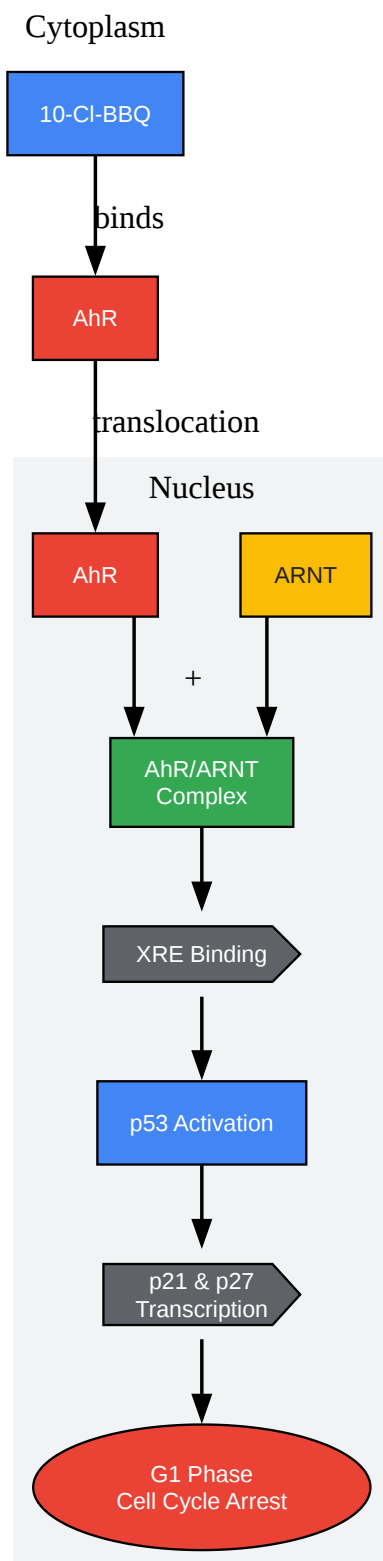 Cytoplasm
10-Cl-BBQ
binds
AhR
translocation
Nucleus
AhR
ARNT
+
AhR/ARNT
Complex
XRE Binding
p53 Activation
p21 & p27
Transcription
G1 Phase
Cell Cycle Arrest